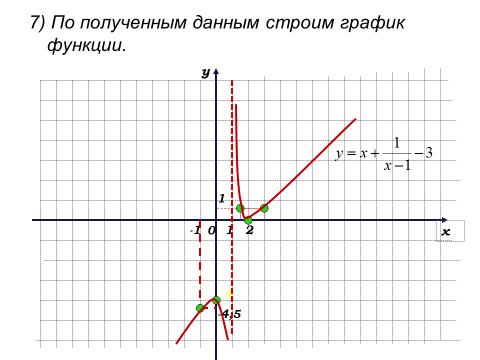 7) По полученным данным строим график
функции.
y
y = x + 1/(x−1) − 3
1
-1 0 1 2 x
-4,5